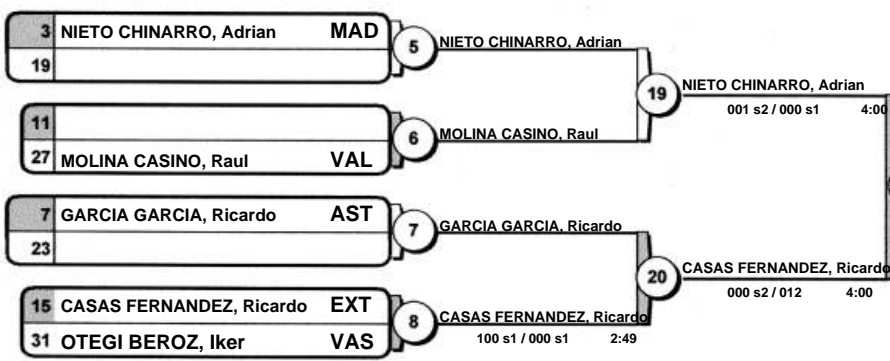 3 NIETO CHINARRO, Adrian MAD
19
5
NIETO CHINARRO, Adrian
11
27 MOLINA CASINO, Raul VAL
6
MOLINA CASINO, Raul
19
NIETO CHINARRO, Adrian
001 s2 / 000 s1 4:00
7 GARCIA GARCIA, Ricardo AST
23
7
GARCIA GARCIA, Ricardo
15 CASAS FERNANDEZ, Ricardo EXT
31 OTEGI BEROZ, Iker VAS
8
CASAS FERNANDEZ, Ricardo
100 s1 / 000 s1 2:49
20
CASAS FERNANDEZ, Ricardo
000 s2 / 012 4:00